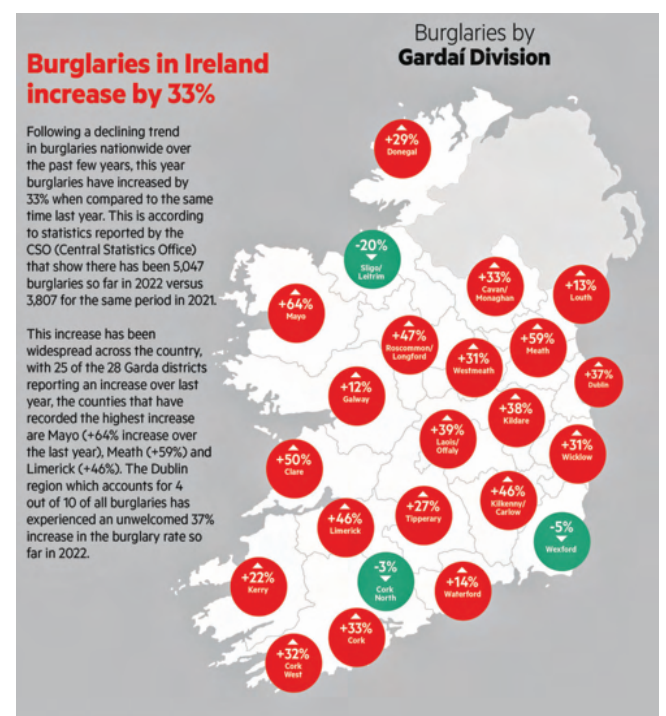 Burglaries by
Gardaí Division
Burglaries in Ireland
increase by 33%
Following a declining trend
in burglaries nationwide over
the past few years, this year
burglaries have increased by
33% when compared to the same
time last year. This is according
to statistics reported by the
CSO (Central Statistics Office)
that show there has been 5,047
burglaries so far in 2022 versus
3,807 for the same period in 2021.
This increase has been
widespread across the country,
with 25 of the 28 Garda districts
reporting an increase over last
year, the counties that have
recorded the highest increase
are Mayo (+64% increase over
the last year), Meath (+59%) and
Limerick (+46%). The Dublin
region which accounts for 4
out of 10 of all burglaries has
experienced an unwelcomed 37%
increase in the burglary rate so
far in 2022.
+29%
Donegal
-20%
Sligo/
Leitrim
+33%
Cavan/
Monaghan
+13%
Louth
+64%
Mayo
+47%
Roscommon/
Longford
+31%
Westmeath
+59%
Meath
+37%
Dublin
+12%
Galway
+38%
Kildare
+39%
Laois/
Offaly
+31%
Wicklow
+50%
Clare
+46%
Kilkenny/
Carlow
+27%
Tipperary
+46%
Limerick
-5%
Wexford
-3%
Cork
North
+22%
Kerry
+14%
Waterford
+33%
Cork
+32%
Cork
West